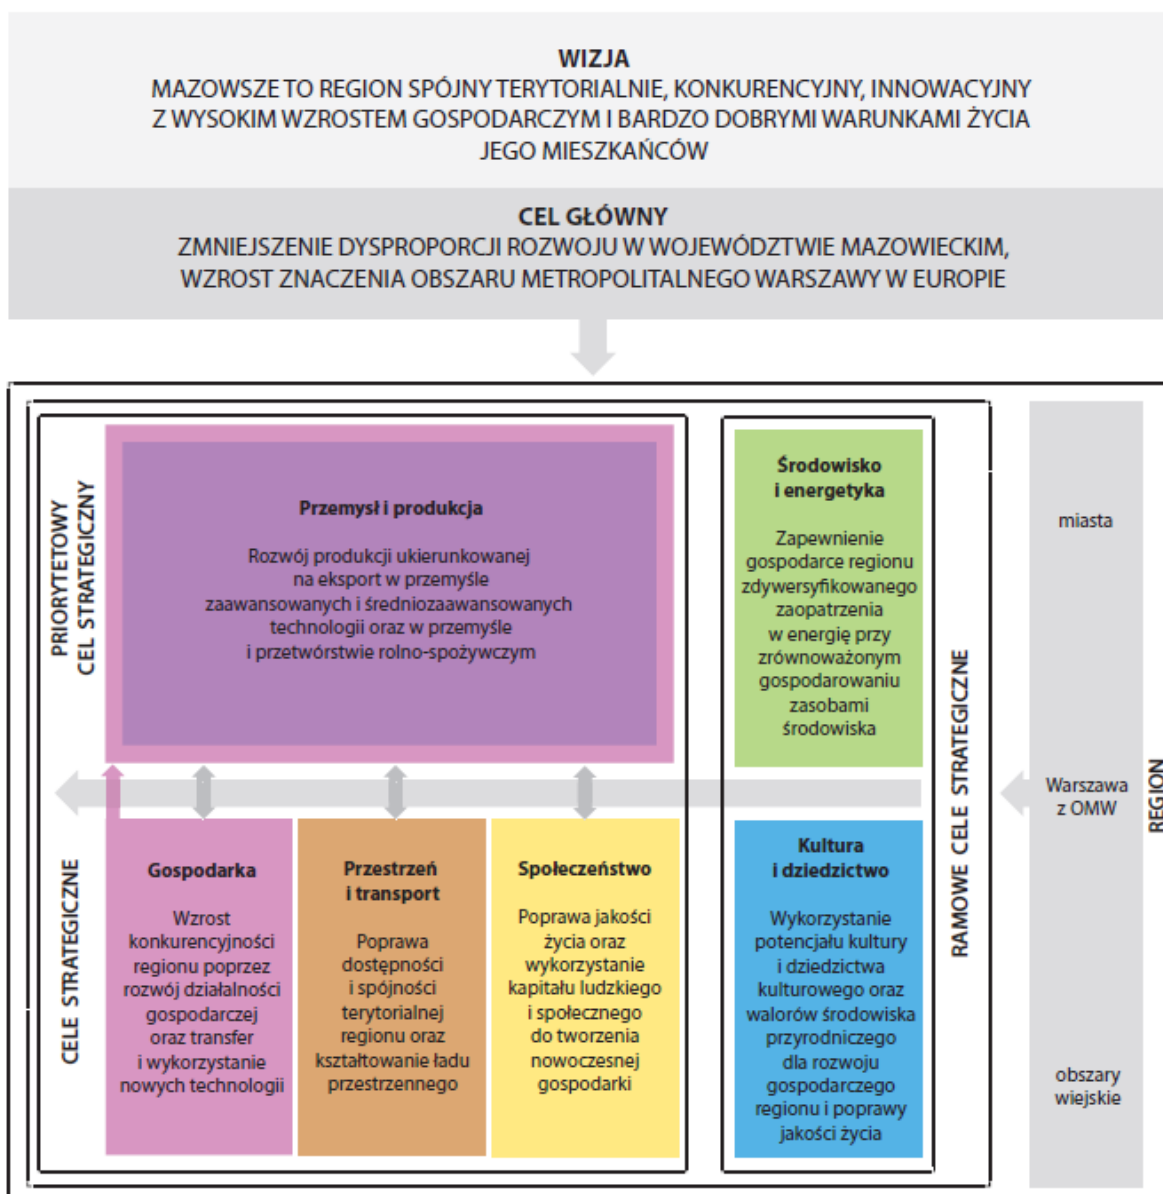 WIZJA
MAZOWSZE TO REGION SPÓJNY TERYTORIALNIE, KONKURENCYJNY, INNOWACYJNY
Z WYSOKIM WZROSTEM GOSPODARCZYM I BARDZO DOBRYMI WARUNKAMI ŻYCIA
JEGO MIESZKAŃCÓW
CEL GŁÓWNY
ZMNIEJSZENIE DYSPROPORCJI ROZWOJU W WOJEWÓDZTWIE MAZOWIECKIM,
WZROST ZNACZENIA OBSZARU METROPOLITALNEGO WARSZAWY W EUROPIE
PRIORYTETOWY
CEL STRATEGICZNY
Przemysł i produkcja
Rozwój produkcji ukierunkowanej
na eksport w przemyśle
zaawansowanych i średniozaawansowanych
technologii oraz w przemyśle
i przetwórstwie rolno-spożywczym
Środowisko
i energetyka
Zapewnienie
gospodarce regionu
zdywersyfikowanego
zaopatrzenia
w energię przy
zrównoważonym
gospodarowaniu
zasobami
środowiska
CELE STRATEGICZNE
Gospodarka
Wzrost
konkurencyjności
regionu poprzez
rozwój działalności
gospodarczej
oraz transfer
i wykorzystanie
nowych technologii
Przestrzeń
i transport
Poprawa
dostępności
i spójności
terytorialnej
regionu oraz
kształtowanie ładu
przestrzennego
Społeczeństwo
Poprawa jakości
życia oraz
wykorzystanie
kapitału ludzkiego
i społecznego
do tworzenia
nowoczesnej
gospodarki
Kultura
i dziedzictwo
Wykorzystanie
potencjału kultury
i dziedzictwa
kulturowego oraz
walorów środowiska
przyrodniczego
dla rozwoju
gospodarczego
regionu i poprawy
jakości życia
RAMOWE CELE STRATEGICZNE
miasta
Warszawa
z OMW
obszary
wiejskie
REGION